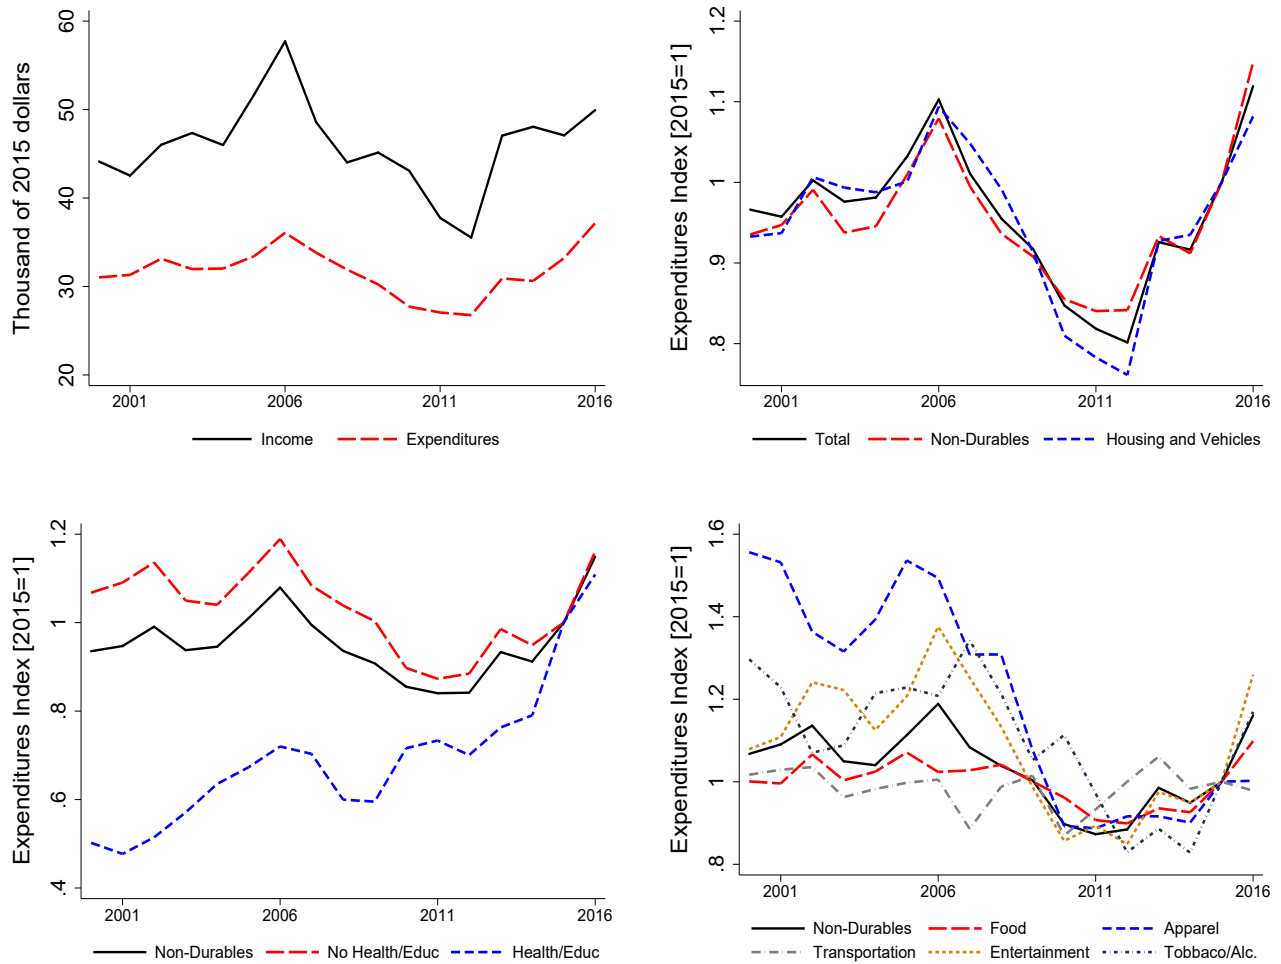 Thousand of 2015 dollars
60
50
40
30
20
2001 2006 2011 2016
Income Expenditures
Expenditures Index [2015=1]
1.2
1.1
1
.9
.8
2001 2006 2011 2016
Total Non-Durables Housing and Vehicles
Expenditures Index [2015=1]
1.2
1
.8
.6
.4
2001 2006 2011 2016
Non-Durables No Health/Educ Health/Educ
Expenditures Index [2015=1]
1.6
1.4
1.2
1
.8
2001 2006 2011 2016
Non-Durables Food Apparel
Transportation Entertainment Tobbaco/Alc.